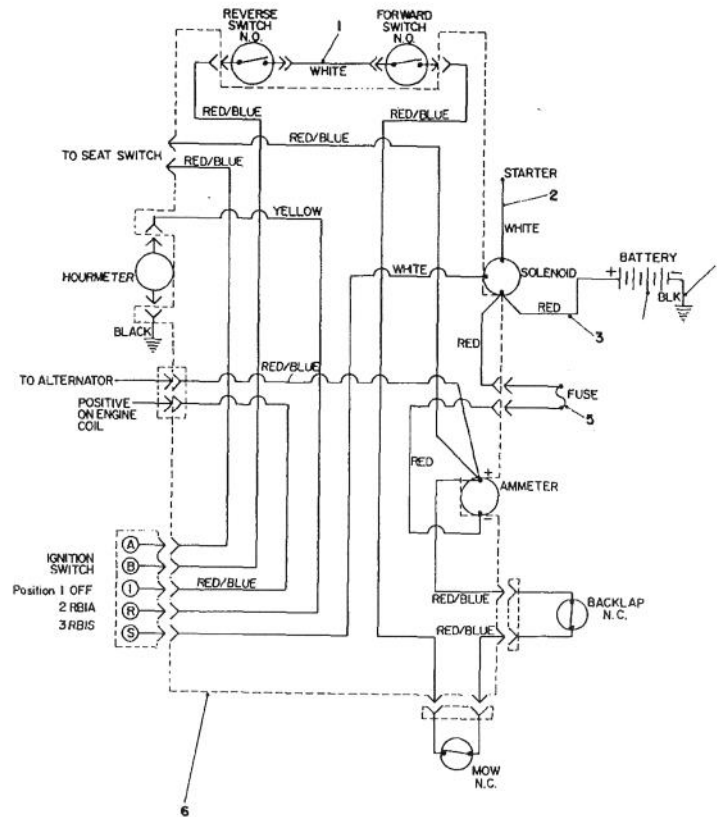 REVERSE
SWITCH
N.O.
1
FORWARD
SWITCH
N.O.
WHITE
RED/BLUE
RED/BLUE
TO SEAT SWITCH
RED/BLUE
RED/BLUE
STARTER
2
YELLOW
WHITE
HOURMETER
WHITE
SOLENOID
BATTERY
+
-
BLK
RED
3
BLACK
RED
RED/BLUE
TO ALTERNATOR
POSITIVE
ON ENGINE
COIL
FUSE
5
RED
+
AMMETER
-
IGNITION
SWITCH
A
B
Position 1 OFF
I
RED/BLUE
2 RBIA
R
3 RBIS
S
RED/BLUE
RED/BLUE
BACKLAP
N.C.
MOW
N.C.
6